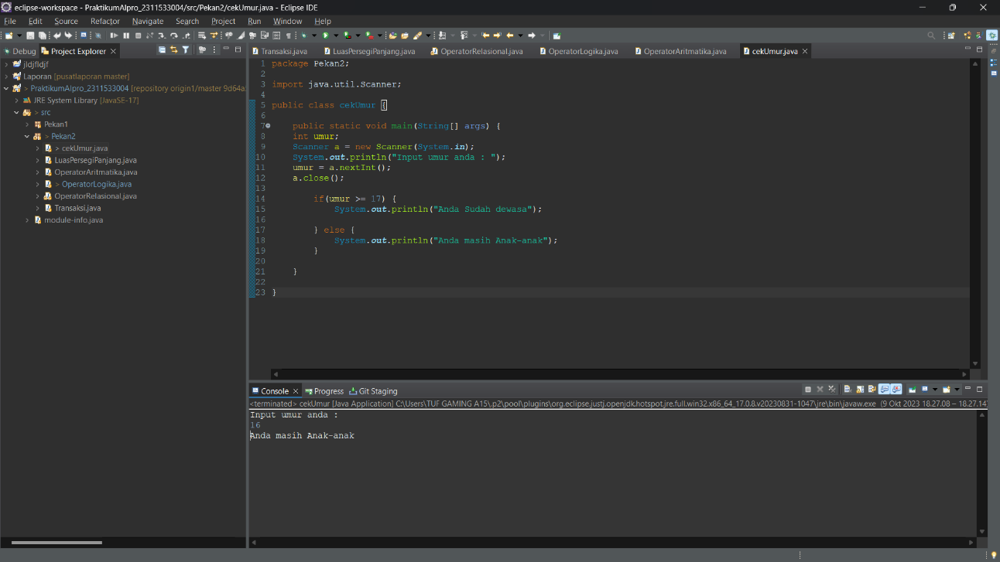 eclipse-workspace - PraktikumAlpro_2311533004/src/Pekan2/cekUmur.java - Eclipse IDE
File Edit Source Refactor Navigate Search Project Run Window Help
Debug Project Explorer
jldjfldjf
Laporan [pusatlaporan master]
> PraktikumAlpro_2311533004 [repository origin1/master 9d64a
JRE System Library [JavaSE-17]
> src
Pekan1
> Pekan2
> cekUmur.java
LuasPersegiPanjang.java
OperatorAritmatika.java
> OperatorLogika.java
OperatorRelasional.java
Transaksi.java
module-info.java
Transaksi.java LuasPersegiPanjang.java OperatorRelasional.java OperatorLogika.java OperatorAritmatika.java cekUmur.java
1 package Pekan2;
2
3 import java.util.Scanner;
4
5 public class cekUmur {
6
7 public static void main(String[] args) {
8 int umur;
9 Scanner a = new Scanner(System.in);
10 System.out.println("Input umur anda : ");
11 umur = a.nextInt();
12 a.close();
13
14 if(umur >= 17) {
15 System.out.println("Anda Sudah dewasa");
16
17 } else {
18 System.out.println("Anda masih Anak-anak");
19 }
20
21 }
22
23 }
Console Progress Git Staging
<terminated> cekUmur [Java Application] C:\Users\TUF GAMING A15\.p2\pool\plugins\org.eclipse.justj.openjdk.hotspot.jre.full.win32.x86_64_17.0.8.v20230831-1047\jre\bin\javaw.exe (9 Okt 2023 18.27.08 – 18.27.14)
Input umur anda :
16
Anda masih Anak-anak